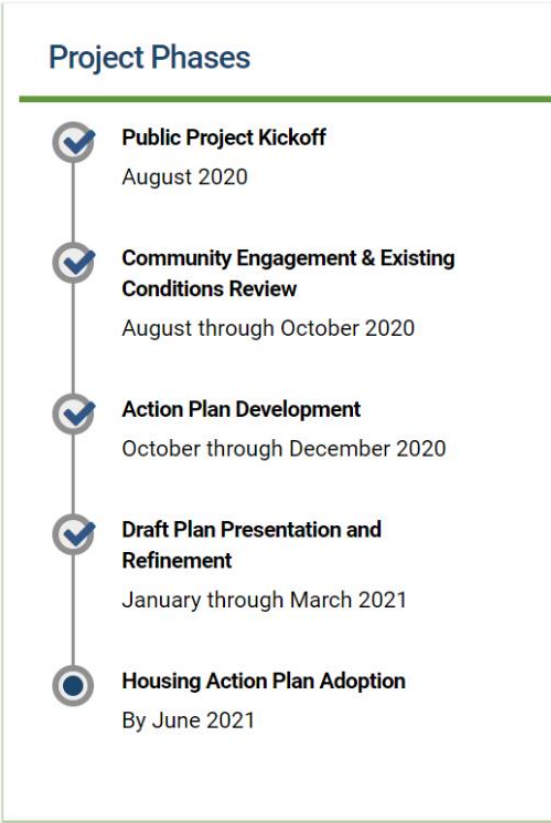 Project Phases
Public Project Kickoff
August 2020
Community Engagement & Existing
Conditions Review
August through October 2020
Action Plan Development
October through December 2020
Draft Plan Presentation and
Refinement
January through March 2021
Housing Action Plan Adoption
By June 2021